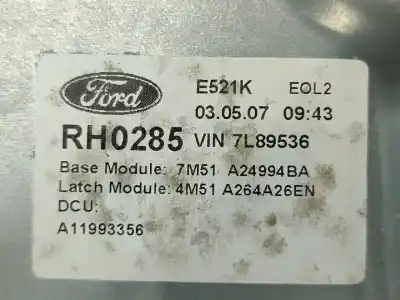 Ford E521K EOL2
03.05.07 09:43
RH0285 VIN 7L89536
Base Module: 7M51 A24994BA
Latch Module: 4M51 A264A26EN
DCU:
A11993356